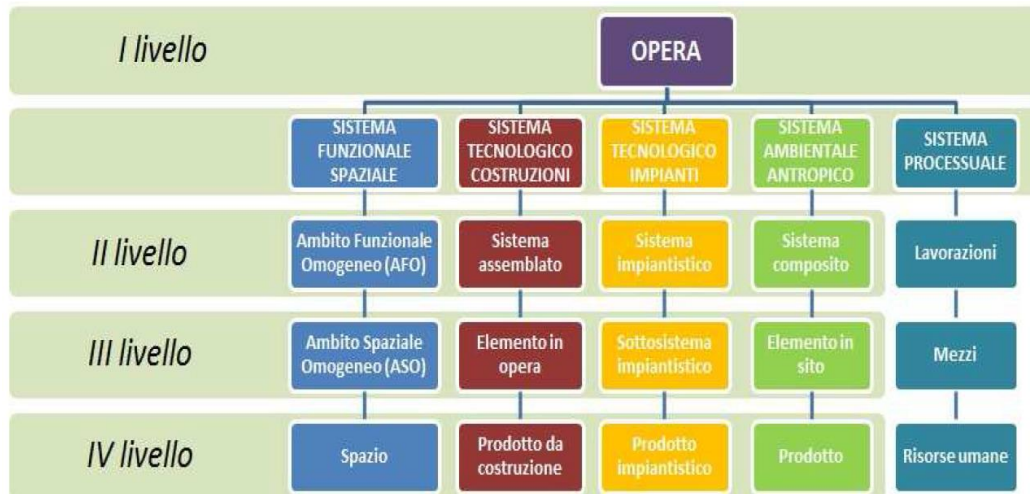 I livello
OPERA
SISTEMA
FUNZIONALE
SPAZIALE
SISTEMA
TECNOLOGICO
COSTRUZIONI
SISTEMA
TECNOLOGICO
IMPIANTI
SISTEMA
AMBIENTALE
ANTROPICO
SISTEMA
PROCESSUALE
II livello
Ambito Funzionale
Omogeneo (AFO)
Sistema
assemblato
Sistema
impiantistico
Sistema
composito
Lavorazioni
III livello
Ambito Spaziale
Omogeneo (ASO)
Elemento in
opera
Sottosistema
impiantistico
Elemento in
sito
Mezzi
IV livello
Spazio
Prodotto da
costruzione
Prodotto
impiantistico
Prodotto
Risorse umane